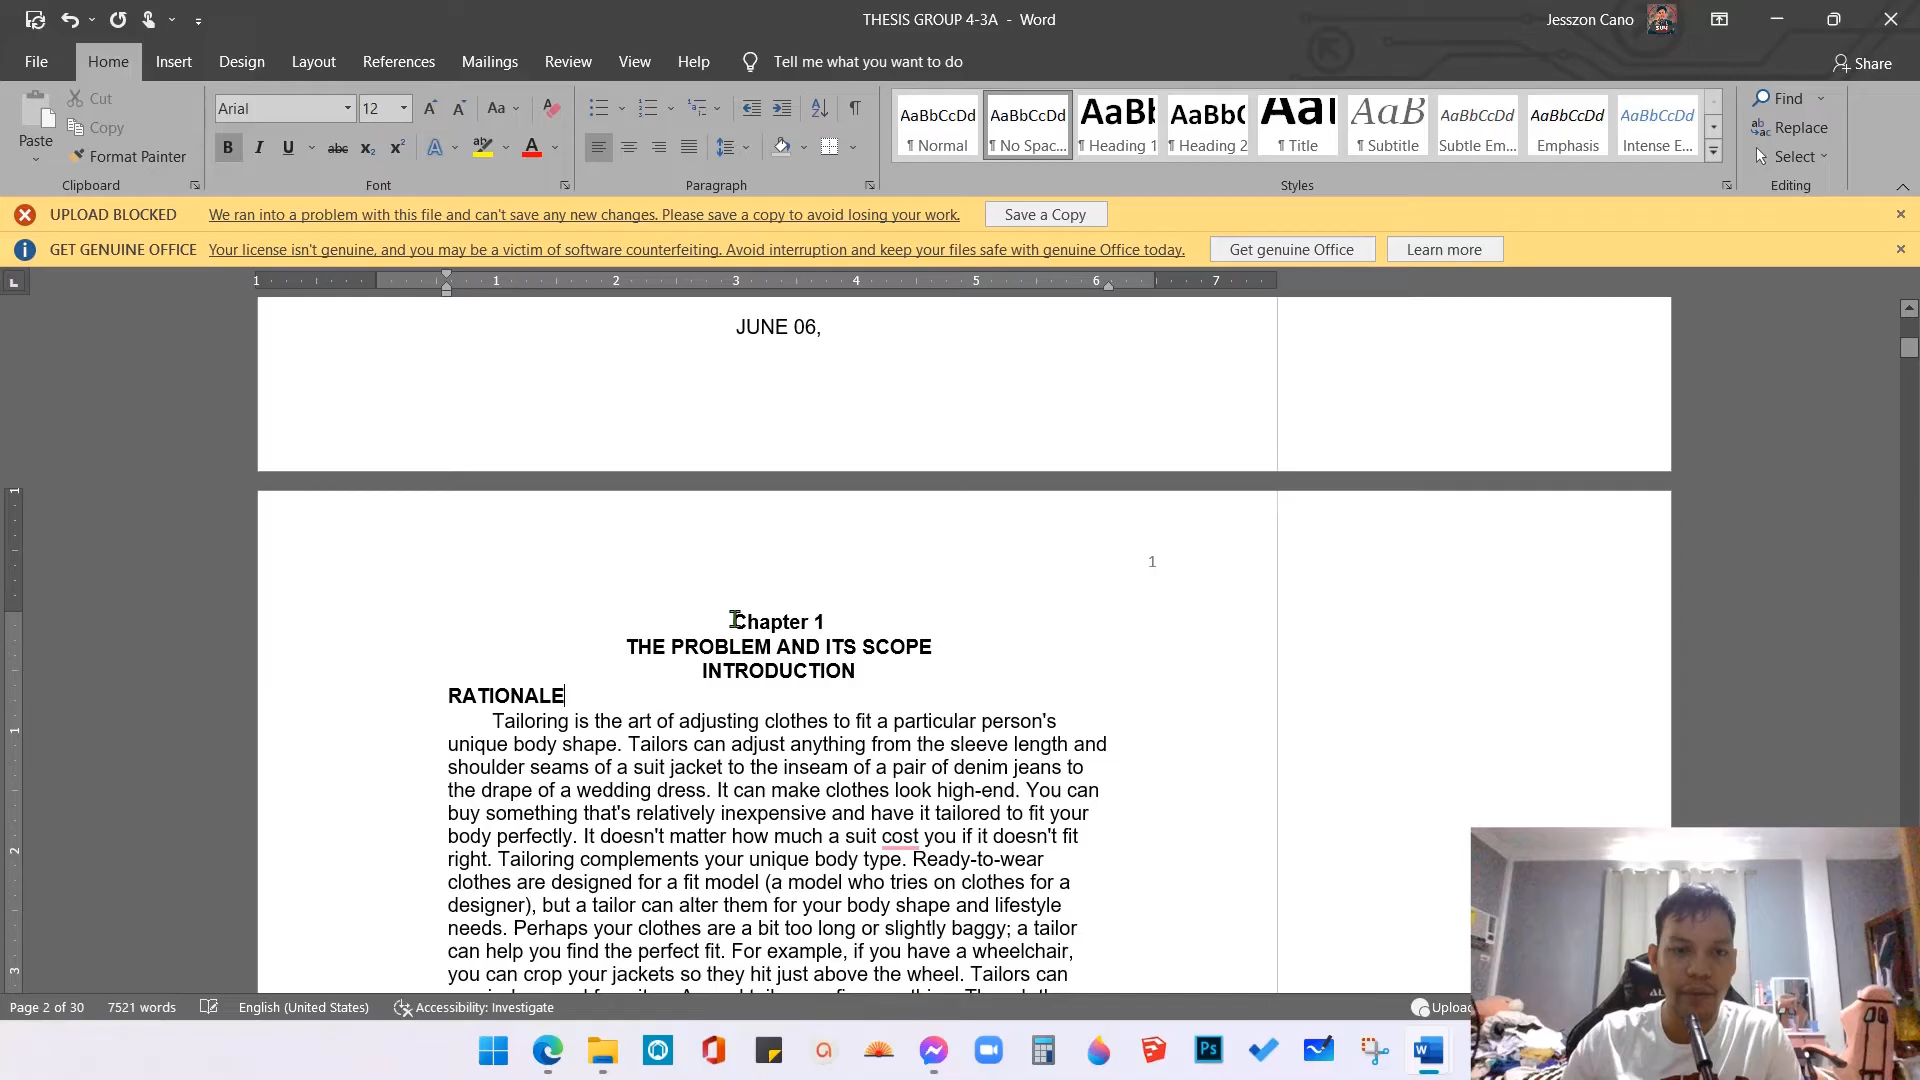 THESIS GROUP 4-3A - Word
Jesszon Cano
File Home Insert Design Layout References Mailings Review View Help Tell me what you want to do
Share
Paste
Cut
Copy
Format Painter
Clipboard
Arial 12
Font
Paragraph
AaBbCcDd AaBbCcDd AaBb AaBbC AaI AaB AaBbCcDd AaBbCcDd AaBbCcDd
¶ Normal ¶ No Spac... ¶ Heading 1 ¶ Heading 2 ¶ Title ¶ Subtitle Subtle Em... Emphasis Intense E...
Styles
Find
Replace
Select
Editing
UPLOAD BLOCKED We ran into a problem with this file and can't save any new changes. Please save a copy to avoid losing your work. Save a Copy
GET GENUINE OFFICE Your license isn't genuine, and you may be a victim of software counterfeiting. Avoid interruption and keep your files safe with genuine Office today. Get genuine Office Learn more
1 1 2 3 4 5 6 7
JUNE 06,
1
Chapter 1
THE PROBLEM AND ITS SCOPE
INTRODUCTION
RATIONALE
Tailoring is the art of adjusting clothes to fit a particular person's
unique body shape. Tailors can adjust anything from the sleeve length and
shoulder seams of a suit jacket to the inseam of a pair of denim jeans to
the drape of a wedding dress. It can make clothes look high-end. You can
buy something that's relatively inexpensive and have it tailored to fit your
body perfectly. It doesn't matter how much a suit cost you if it doesn't fit
right. Tailoring complements your unique body type. Ready-to-wear
clothes are designed for a fit model (a model who tries on clothes for a
designer), but a tailor can alter them for your body shape and lifestyle
needs. Perhaps your clothes are a bit too long or slightly baggy; a tailor
can help you find the perfect fit. For example, if you have a wheelchair,
you can crop your jackets so they hit just above the wheel. Tailors can
Page 2 of 30 7521 words English (United States) Accessibility: Investigate Upload